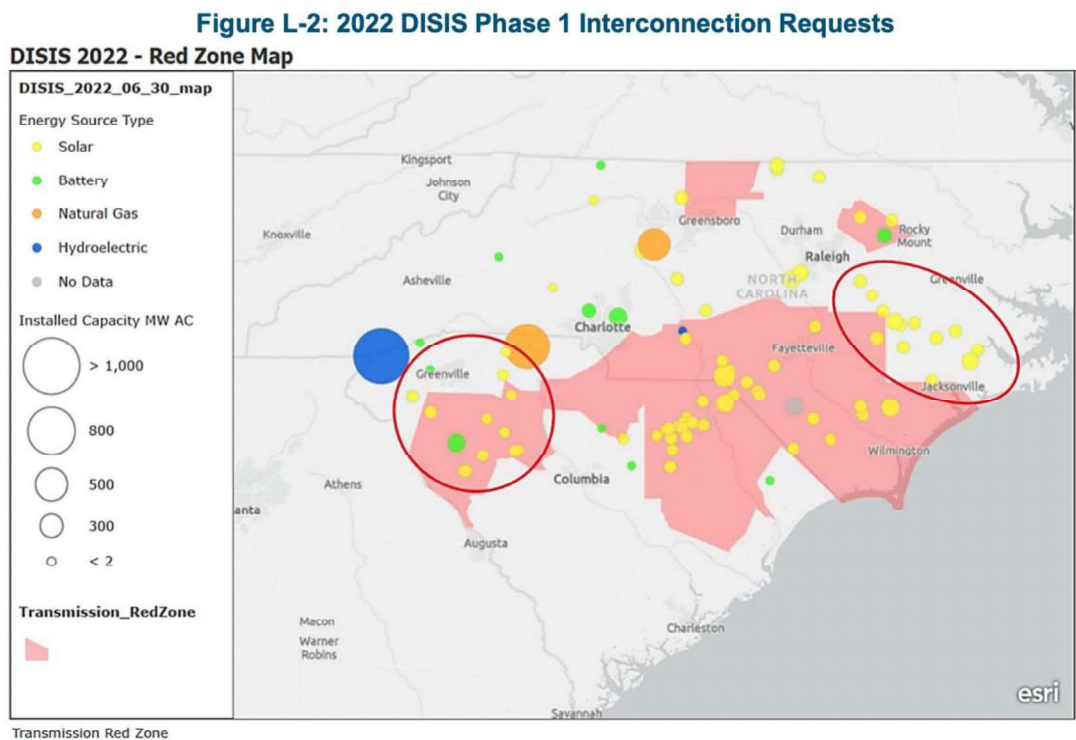 Figure L-2: 2022 DISIS Phase 1 Interconnection Requests
DISIS 2022 - Red Zone Map
DISIS_2022_06_30_map
Energy Source Type
Solar
Battery
Natural Gas
Hydroelectric
No Data
Installed Capacity MW AC
> 1,000
800
500
300
< 2
Transmission_RedZone
Kingsport
Johnson
City
Knoxville
Greensboro
Durham
Rocky
Mount
Raleigh
Asheville
NORTH
CAROLINA
Greenville
Charlotte
Fayetteville
Greenville
Jacksonville
Wilmington
Athens
Columbia
anta
Augusta
Macon
Warner
Robins
Charleston
Savannah
esri
Transmission Red Zone